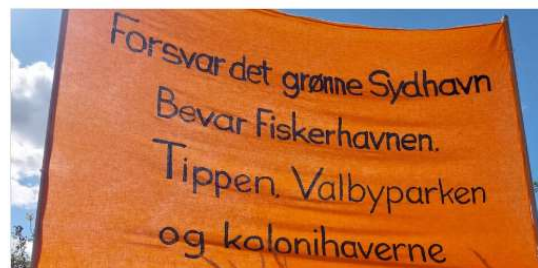 Forsvar det grønne Sydhavn
Bevar Fiskerhavnen.
Tippen, Valbyparken
og kolonihaverne